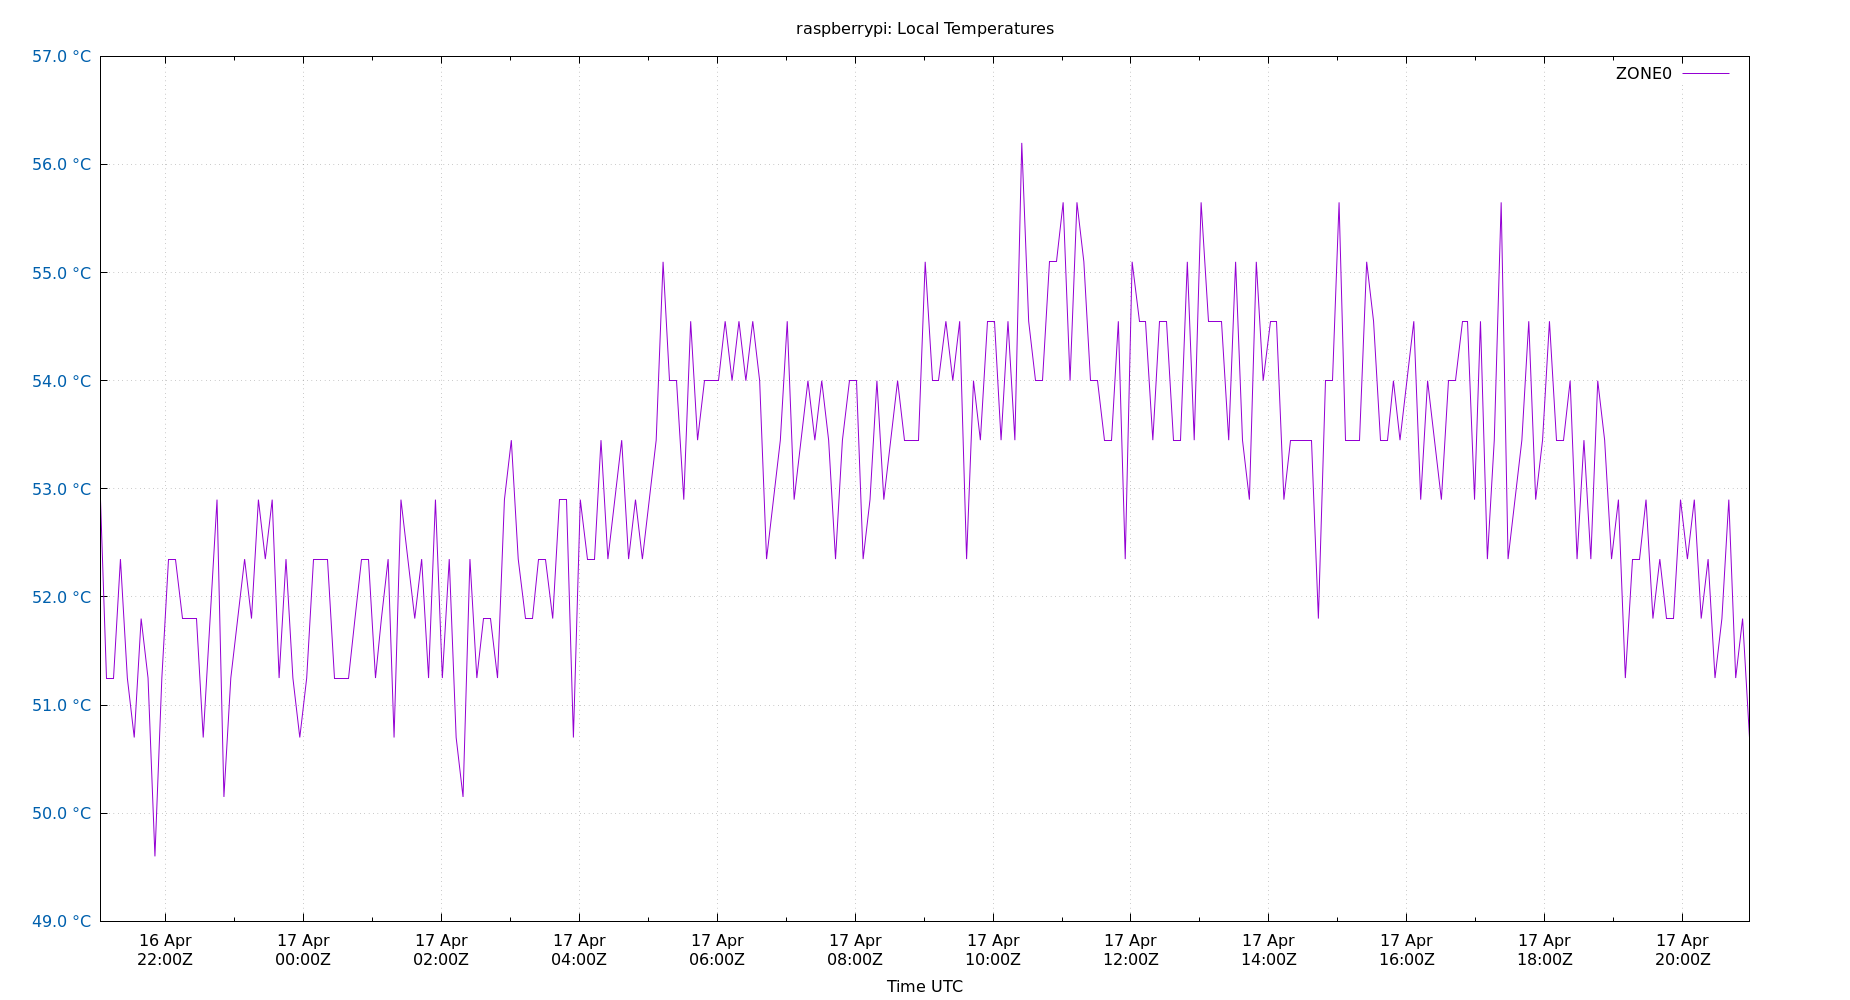 raspberrypi: Local Temperatures
57.0 °C
ZONE0
56.0 °C
55.0 °C
54.0 °C
53.0 °C
52.0 °C
51.0 °C
50.0 °C
49.0 °C
16 Apr 17 Apr 17 Apr 17 Apr 17 Apr 17 Apr 17 Apr 17 Apr 17 Apr 17 Apr 17 Apr 17 Apr
22:00Z 00:00Z 02:00Z 04:00Z 06:00Z 08:00Z 10:00Z 12:00Z 14:00Z 16:00Z 18:00Z 20:00Z
Time UTC